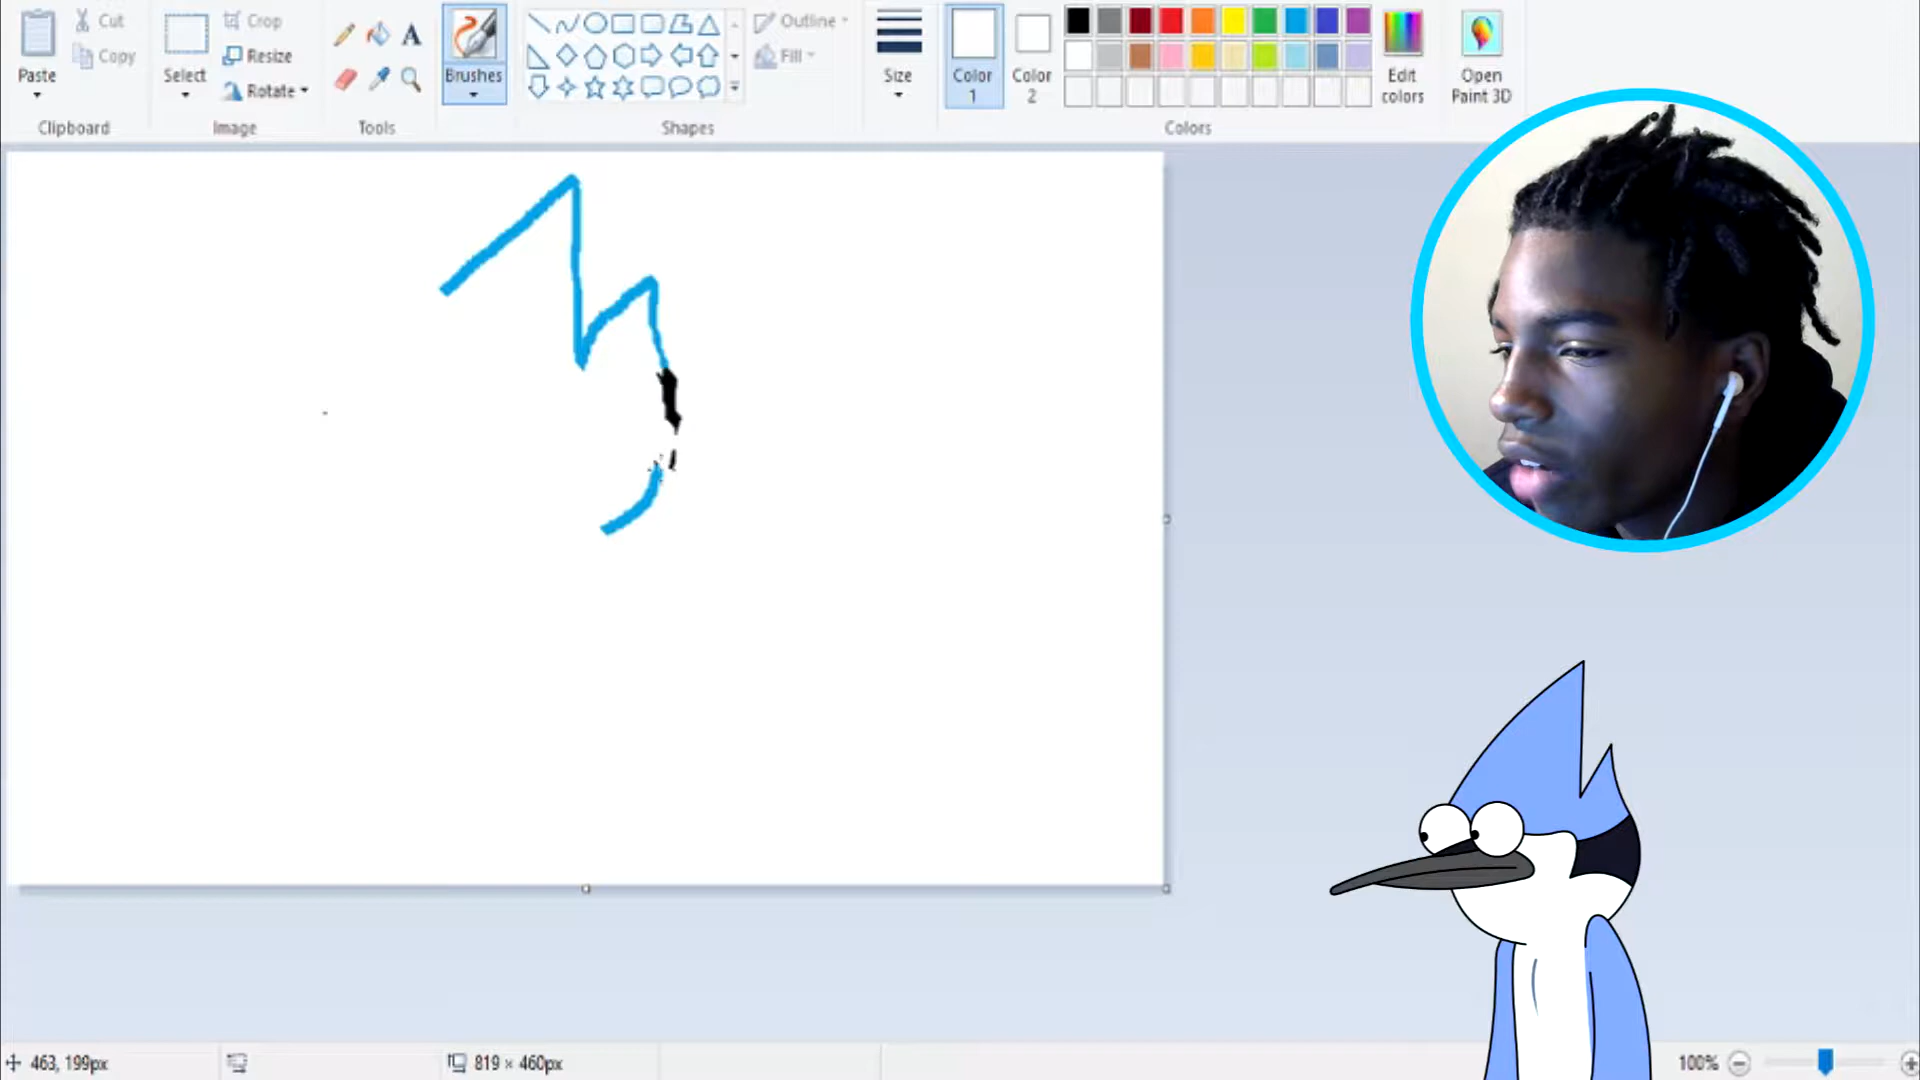 Paste
Cut
Copy
Clipboard
Select
Crop
Resize
Rotate
Image
A
Tools
Brushes
Outline
Fill
Shapes
Size
Color 1
Color 2
Edit colors
Open Paint 3D
Colors
463, 199px
819 × 460px
100%